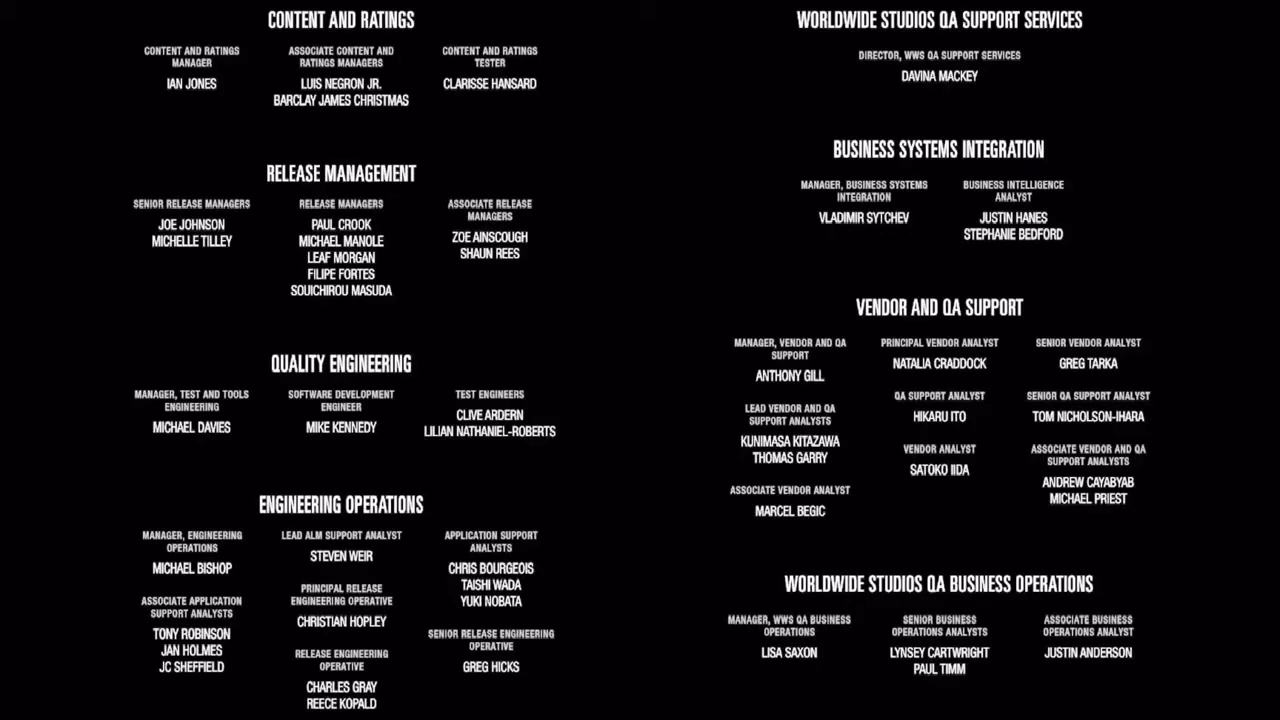 CONTENT AND RATINGS
CONTENT AND RATINGS
MANAGER
IAN JONES
ASSOCIATE CONTENT AND
RATINGS MANAGERS
LUIS NEGRON JR.
BARCLAY JAMES CHRISTMAS
CONTENT AND RATINGS
TESTER
CLARISSE HANSARD
RELEASE MANAGEMENT
SENIOR RELEASE MANAGERS
JOE JOHNSON
MICHELLE TILLEY
RELEASE MANAGERS
PAUL CROOK
MICHAEL MANOLE
LEAF MORGAN
FILIPE FORTES
SOUICHIROU MASUDA
ASSOCIATE RELEASE
MANAGERS
ZOE AINSCOUGH
SHAUN REES
QUALITY ENGINEERING
MANAGER, TEST AND TOOLS
ENGINEERING
MICHAEL DAVIES
SOFTWARE DEVELOPMENT
ENGINEER
MIKE KENNEDY
TEST ENGINEERS
CLIVE ARDERN
LILIAN NATHANIEL-ROBERTS
ENGINEERING OPERATIONS
MANAGER, ENGINEERING
OPERATIONS
MICHAEL BISHOP
ASSOCIATE APPLICATION
SUPPORT ANALYSTS
TONY ROBINSON
JAN HOLMES
JC SHEFFIELD
LEAD ALM SUPPORT ANALYST
STEVEN WEIR
PRINCIPAL RELEASE
ENGINEERING OPERATIVE
CHRISTIAN HOPLEY
RELEASE ENGINEERING
OPERATIVE
CHARLES GRAY
REECE KOPALD
APPLICATION SUPPORT
ANALYSTS
CHRIS BOURGEOIS
TAISHI WADA
YUKI NOBATA
SENIOR RELEASE ENGINEERING
OPERATIVE
GREG HICKS
WORLDWIDE STUDIOS QA SUPPORT SERVICES
DIRECTOR, WWS QA SUPPORT SERVICES
DAVINA MACKEY
BUSINESS SYSTEMS INTEGRATION
MANAGER, BUSINESS SYSTEMS
INTEGRATION
VLADIMIR SYTCHEV
BUSINESS INTELLIGENCE
ANALYST
JUSTIN HANES
STEPHANIE BEDFORD
VENDOR AND QA SUPPORT
MANAGER, VENDOR AND QA
SUPPORT
ANTHONY GILL
LEAD VENDOR AND QA
SUPPORT ANALYSTS
KUNIMASA KITAZAWA
THOMAS GARRY
ASSOCIATE VENDOR ANALYST
MARCEL BEGIC
PRINCIPAL VENDOR ANALYST
NATALIA CRADDOCK
QA SUPPORT ANALYST
HIKARU ITO
VENDOR ANALYST
SATOKO IIDA
SENIOR VENDOR ANALYST
GREG TARKA
SENIOR QA SUPPORT ANALYST
TOM NICHOLSON-IHARA
ASSOCIATE VENDOR AND QA
SUPPORT ANALYSTS
ANDREW CAYABYAB
MICHAEL PRIEST
WORLDWIDE STUDIOS QA BUSINESS OPERATIONS
MANAGER, WWS QA BUSINESS
OPERATIONS
LISA SAXON
SENIOR BUSINESS
OPERATIONS ANALYSTS
LYNSEY CARTWRIGHT
PAUL TIMM
ASSOCIATE BUSINESS
OPERATIONS ANALYST
JUSTIN ANDERSON